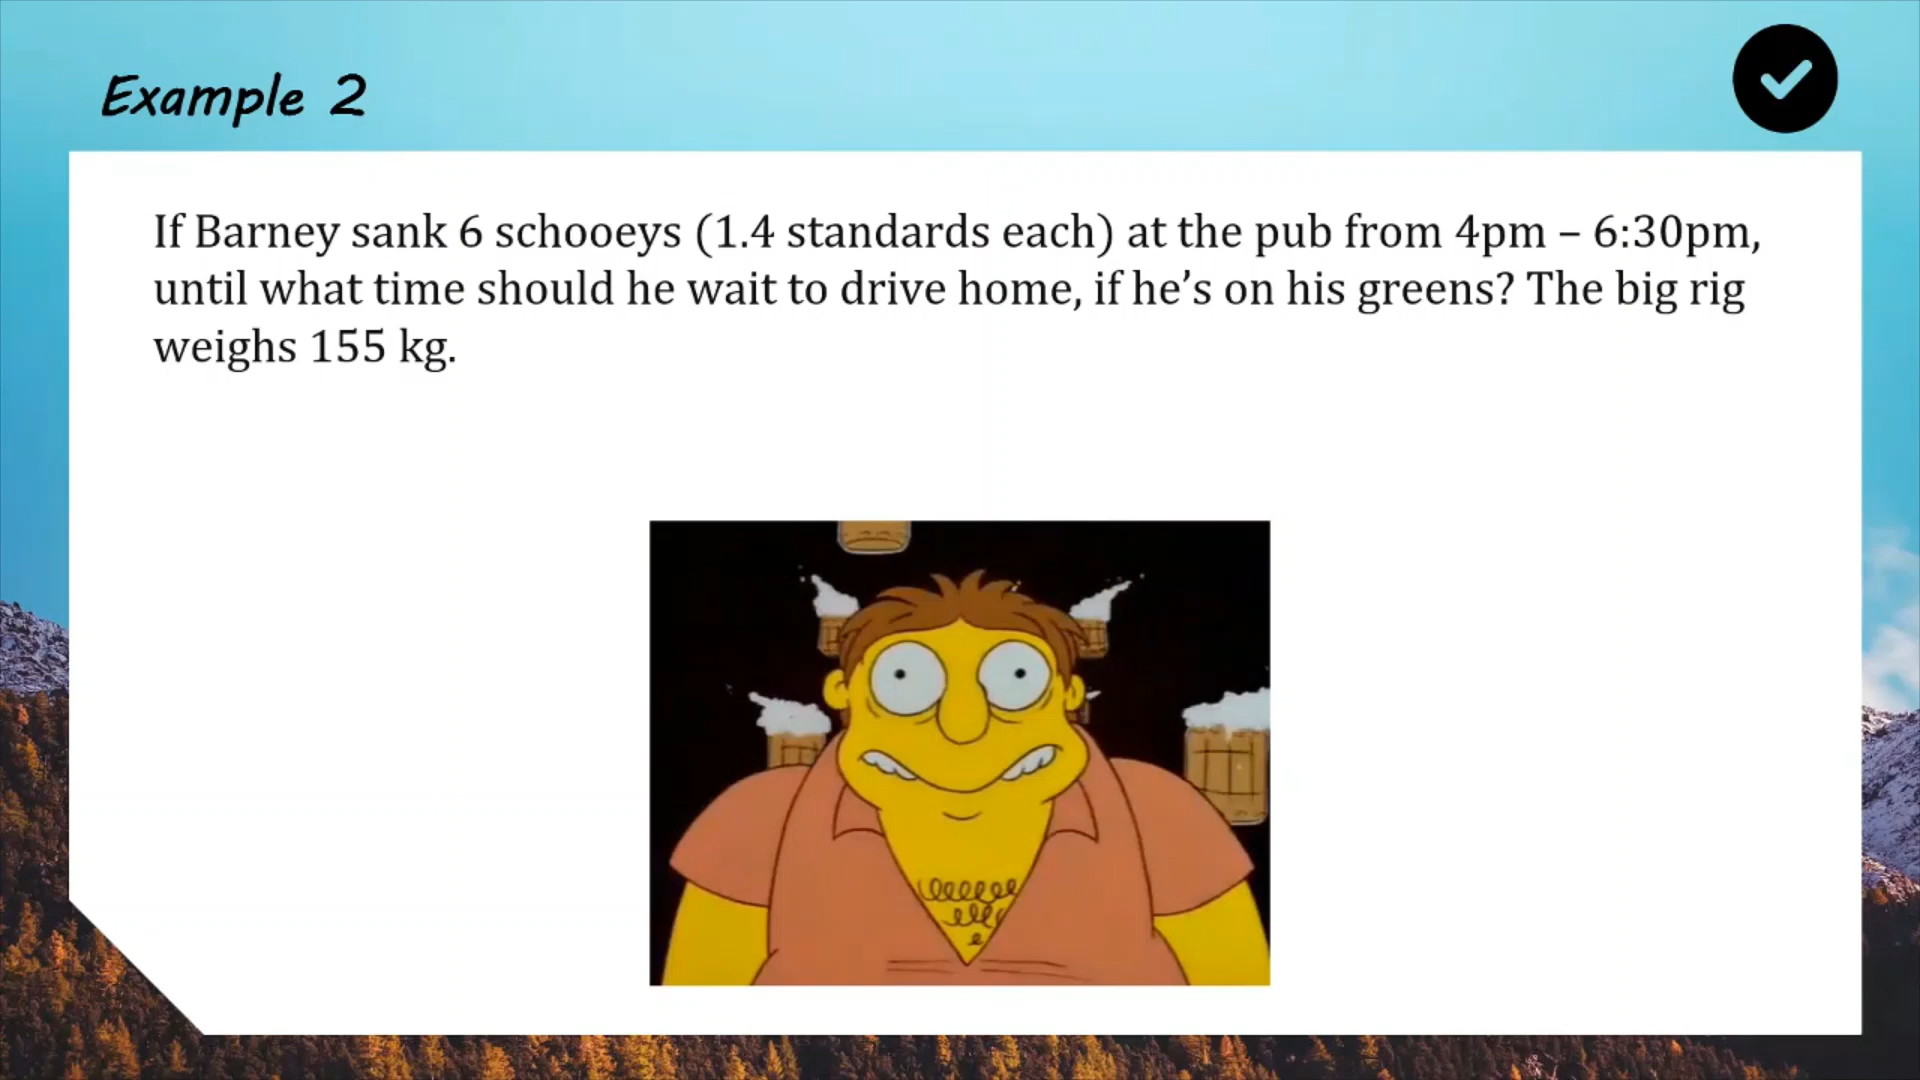 Example 2
If Barney sank 6 schooeys (1.4 standards each) at the pub from 4pm – 6:30pm,
until what time should he wait to drive home, if he’s on his greens? The big rig
weighs 155 kg.